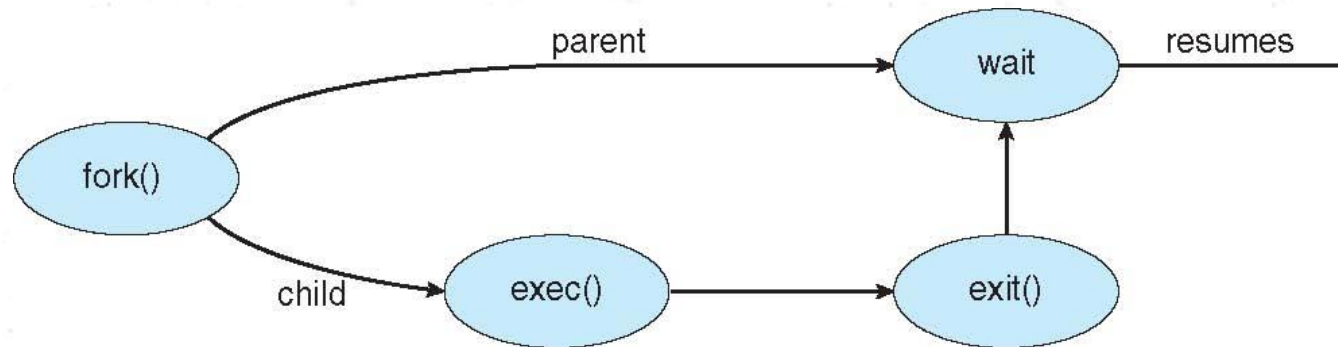 parent
wait
resumes
fork()
child
exec()
exit()